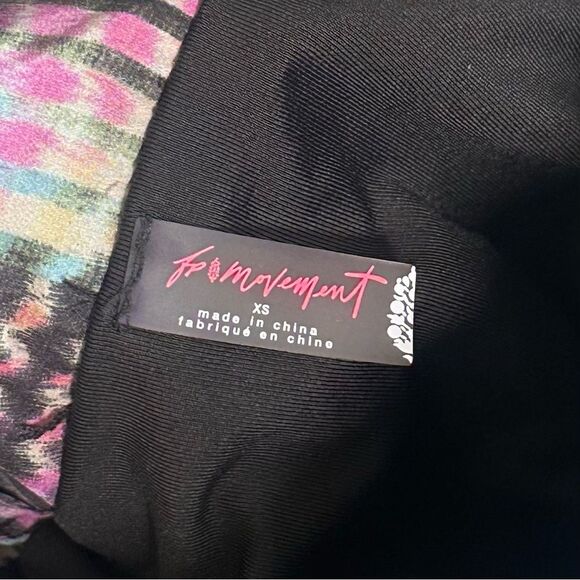 fp movement
XS
made in china
fabriqué en chine